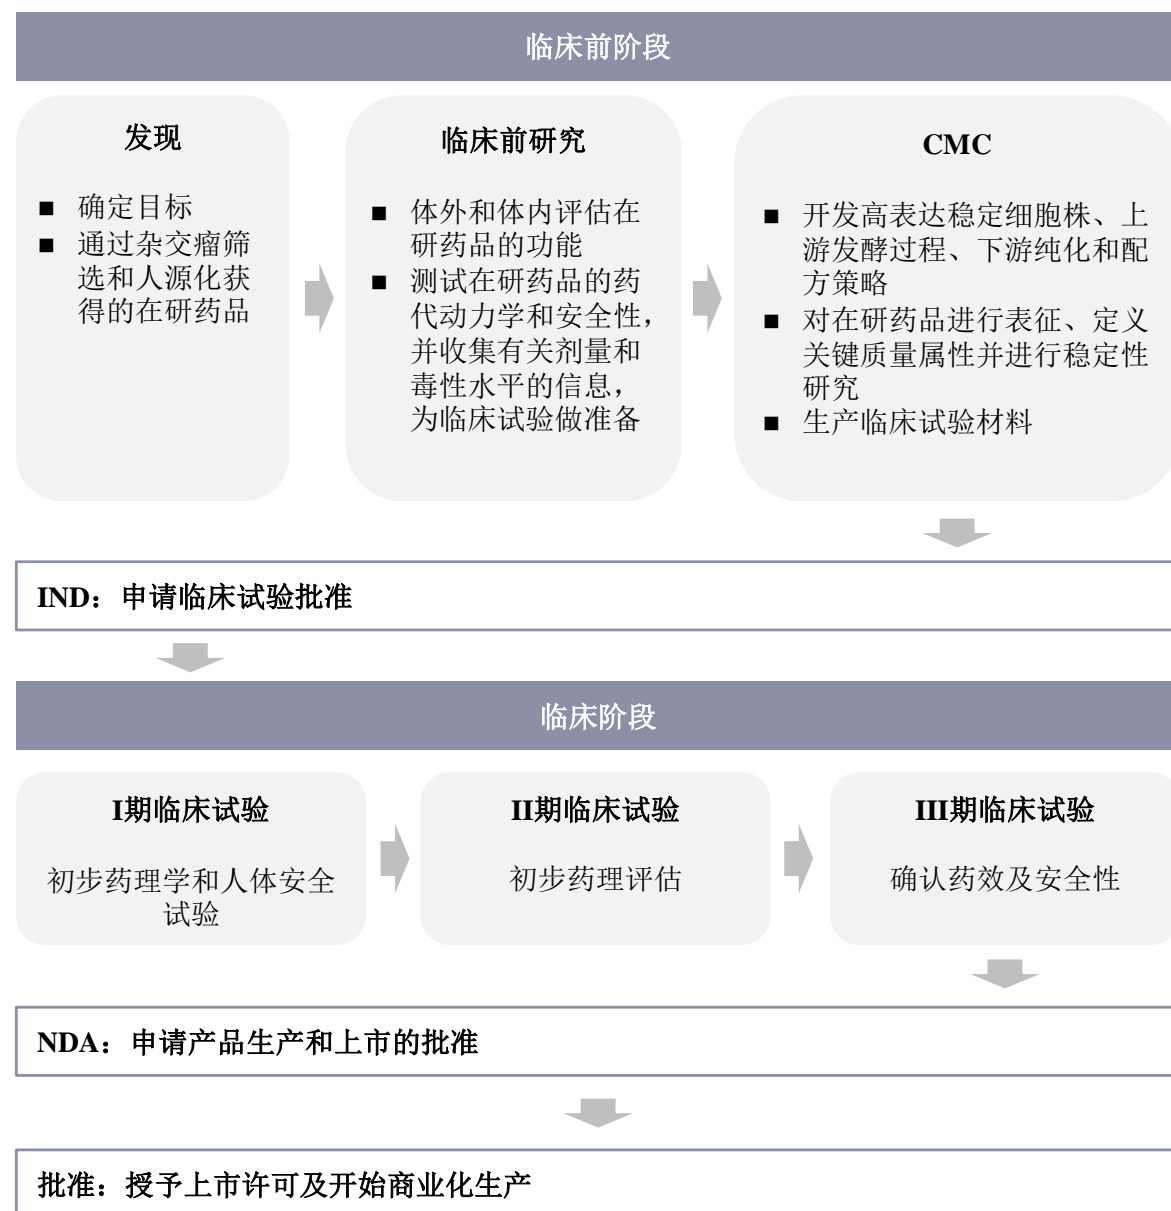 临床前阶段
发现
■ 确定目标
■ 通过杂交瘤筛
选和人源化获
得的在研药品
临床前研究
■ 体外和体内评估在
研药品的功能
■ 测试在研药品的药
代动力学和安全性，
并收集有关剂量和
毒性水平的信息，
为临床试验做准备
CMC
■ 开发高表达稳定细胞株、上
游发酵过程、下游纯化和配
方策略
■ 对在研药品进行表征、定义
关键质量属性并进行稳定性
研究
■ 生产临床试验材料
IND：申请临床试验批准
临床阶段
I期临床试验
初步药理学和人体安全
试验
II期临床试验
初步药理评估
III期临床试验
确认药效及安全性
NDA：申请产品生产和上市的批准
批准：授予上市许可及开始商业化生产